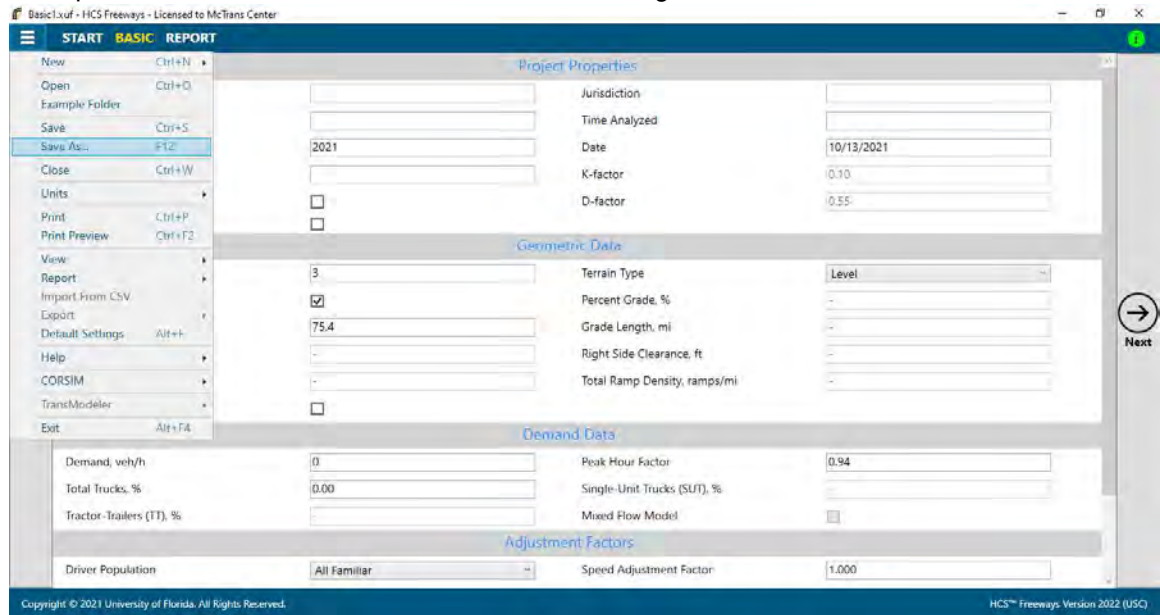 Basic1.xuf - HCS Freeways - Licensed to McTrans Center
START BASIC REPORT
New Ctrl+N
Project Properties
Open Ctrl+O
Jurisdiction
Example Folder
Time Analyzed
Save Ctrl+S
Save As... F12
2021
Date
10/13/2021
Close Ctrl+W
K-factor
0.10
Units
D-factor
0.55
Print Ctrl+P
Print Preview Ctrl+F2
Geometric Data
View
3
Terrain Type
Level
Report
Import From CSV
Percent Grade, %
-
Export
75.4
Grade Length, mi
-
Default Settings
Next
Help
-
Right Side Clearance, ft
-
CORSIM
-
Total Ramp Density, ramps/mi
-
TransModeler
Exit Alt+F4
Demand Data
Demand, veh/h
0
Peak Hour Factor
0.94
Total Trucks, %
0.00
Single-Unit Trucks (SUT), %
Tractor-Trailers (TT), %
Mixed Flow Model
Adjustment Factors
Driver Population
All Familiar
Speed Adjustment Factor
1.000
Copyright © 2021 University of Florida. All Rights Reserved.
HCS™ Freeways Version 2022 (USC)